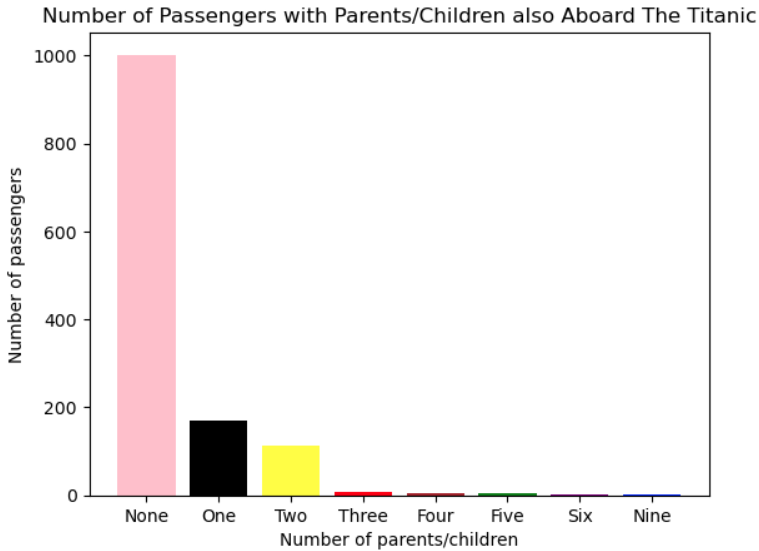 Number of Passengers with Parents/Children also Aboard The Titanic
1000
800
600
400
200
0
Number of passengers
None One Two Three Four Five Six Nine
Number of parents/children